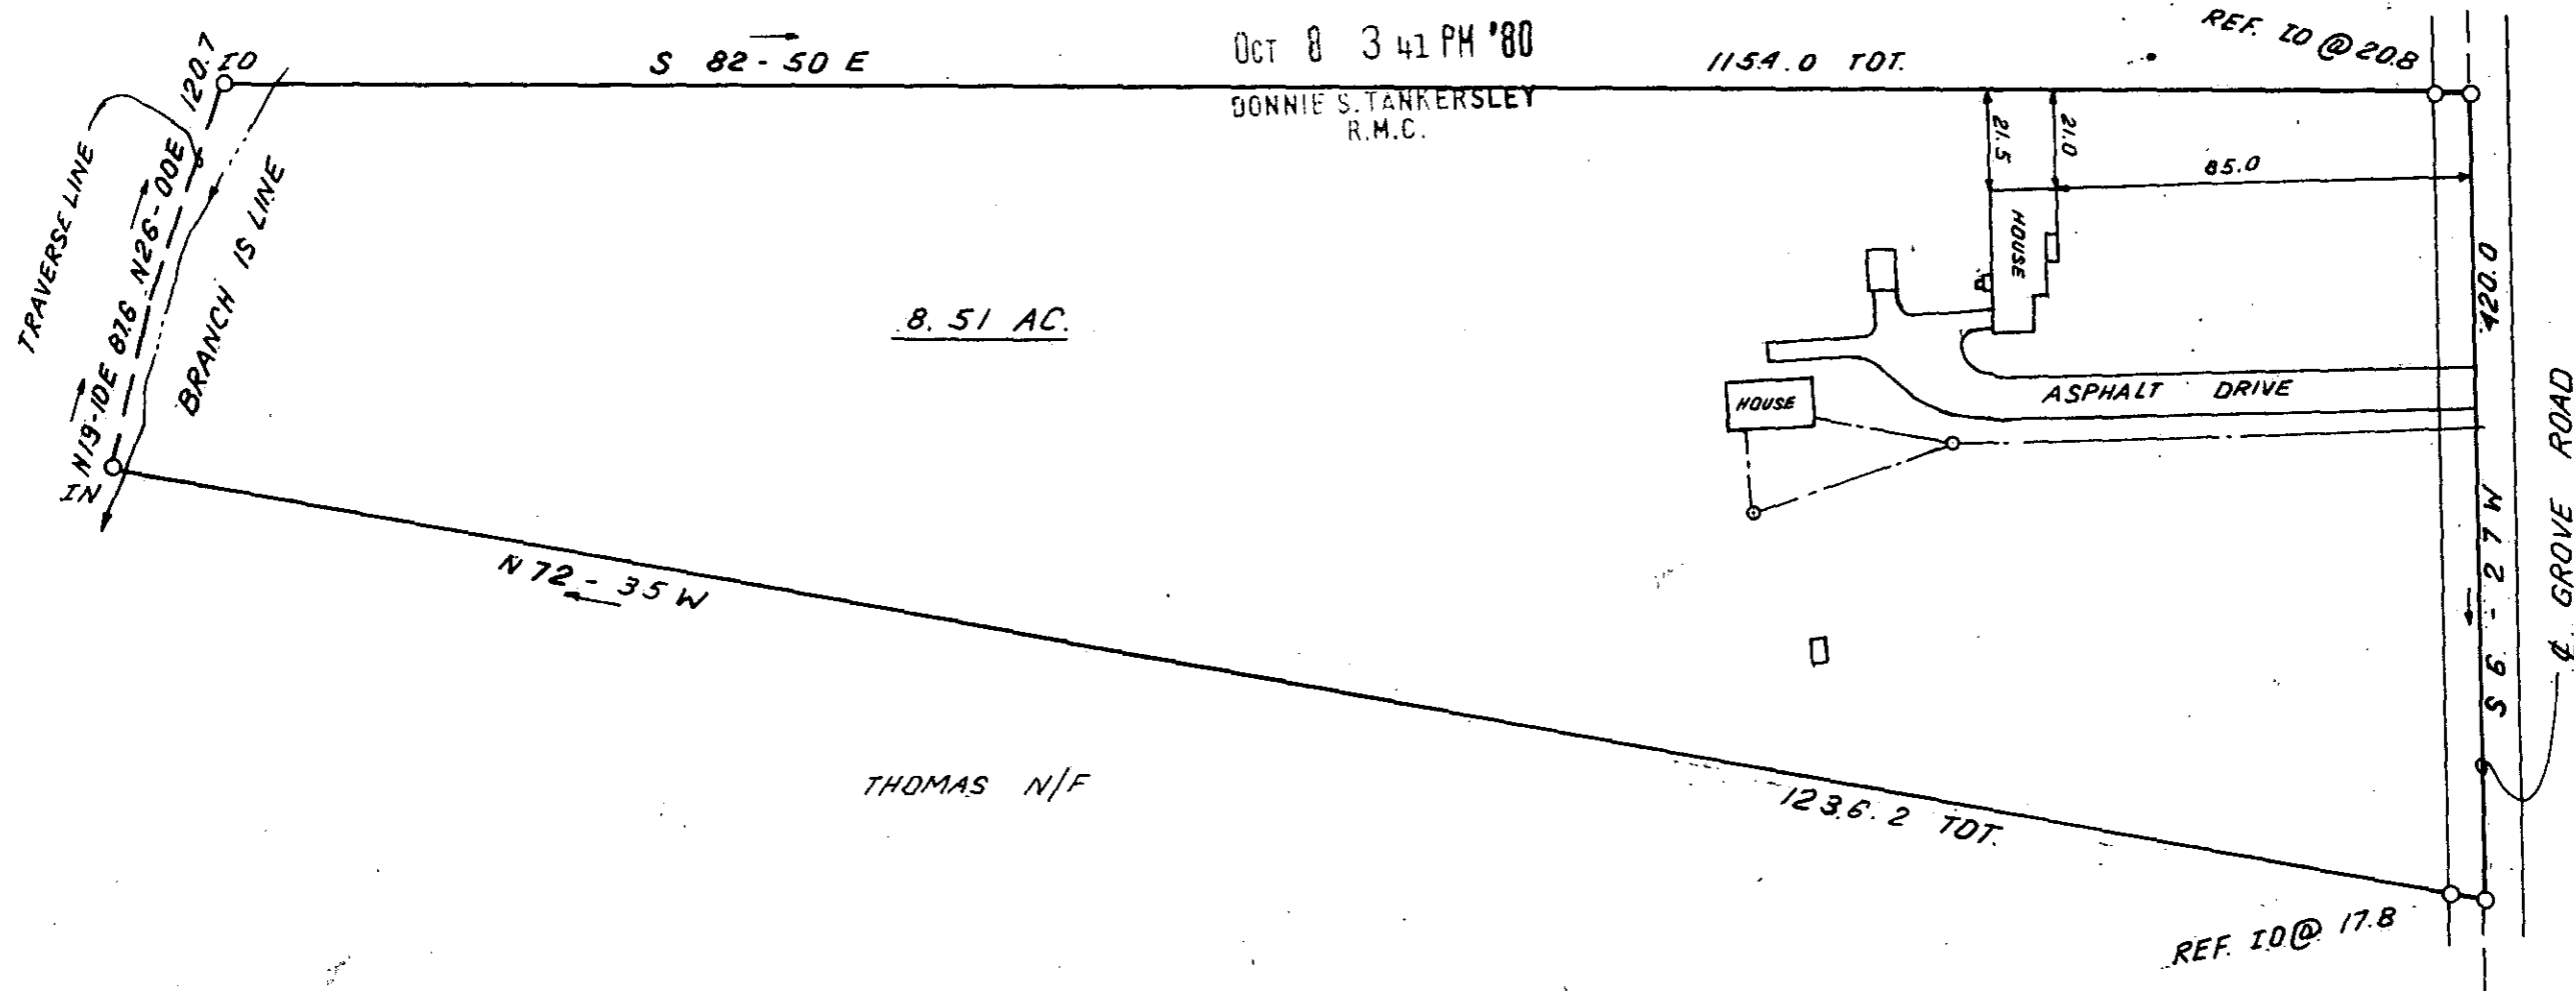 OCT 8 3 41 PM '80
DONNIE S. TANKERSLEY
R.M.C.
S 82-50 E
1154.0 TOT.
REF. IO @ 20.8
IO
120.7
N26-00E
87.6
N19-10E
TRAVERSE LINE
BRANCH IS LINE
IN
8.51 AC.
21.5
21.0
85.0
HOUSE
HOUSE
ASPHALT DRIVE
420.0
S 6-27 W
₵ GROVE ROAD
N 72-35 W
1236.2 TOT.
THOMAS N/F
REF. IO @ 17.8